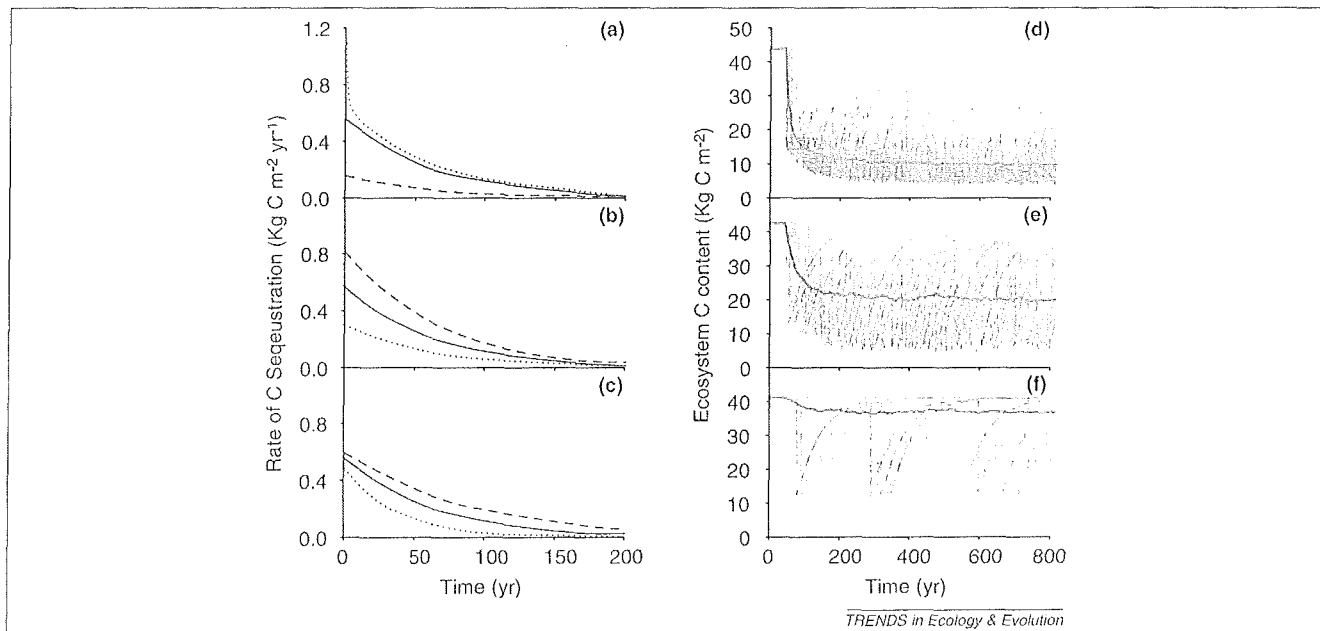 (a)
1.2
0.8
0.4
0.0
(b)
0.8
0.4
0.0
(c)
0.8
0.4
0.0
0 50 100 150 200
Time (yr)
Rate of C Seqeustration (Kg C m-2 yr-1)
(d)
50
40
30
20
10
0
(e)
40
30
20
10
0
(f)
40
30
20
10
0
0 200 400 600 800
Time (yr)
Ecosystem C content (Kg C m-2)
TRENDS in Ecology & Evolution